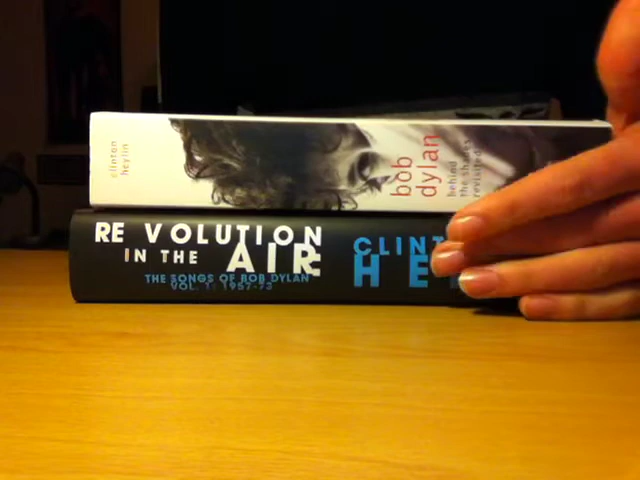 clinton
heylin
bob
dylan
behind
the shades
revisited
RE VOLUTION
IN THE AIR
THE SONGS OF BOB DYLAN
VOL. 1: 1957-73
CLINT
HE